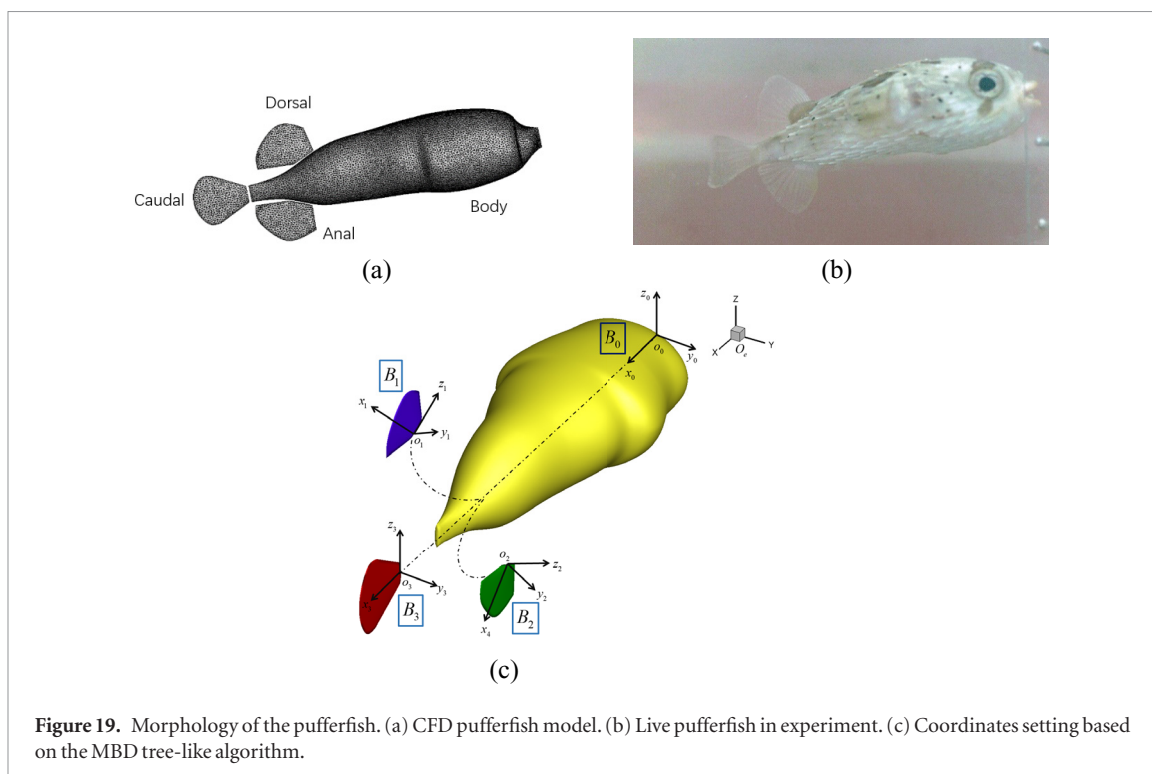 Dorsal
Caudal
Body
Anal
(a)
(b)
z₀
B₀
o₀
y₀
x₀
Z
X
Oₑ
Y
B₁
z₁
x₁
y₁
o₁
z₃
o₃
y₃
x₃
B₃
o₂
z₂
y₂
x₄
B₂
(c)
Figure 19. Morphology of the pufferfish. (a) CFD pufferfish model. (b) Live pufferfish in experiment. (c) Coordinates setting based
on the MBD tree-like algorithm.